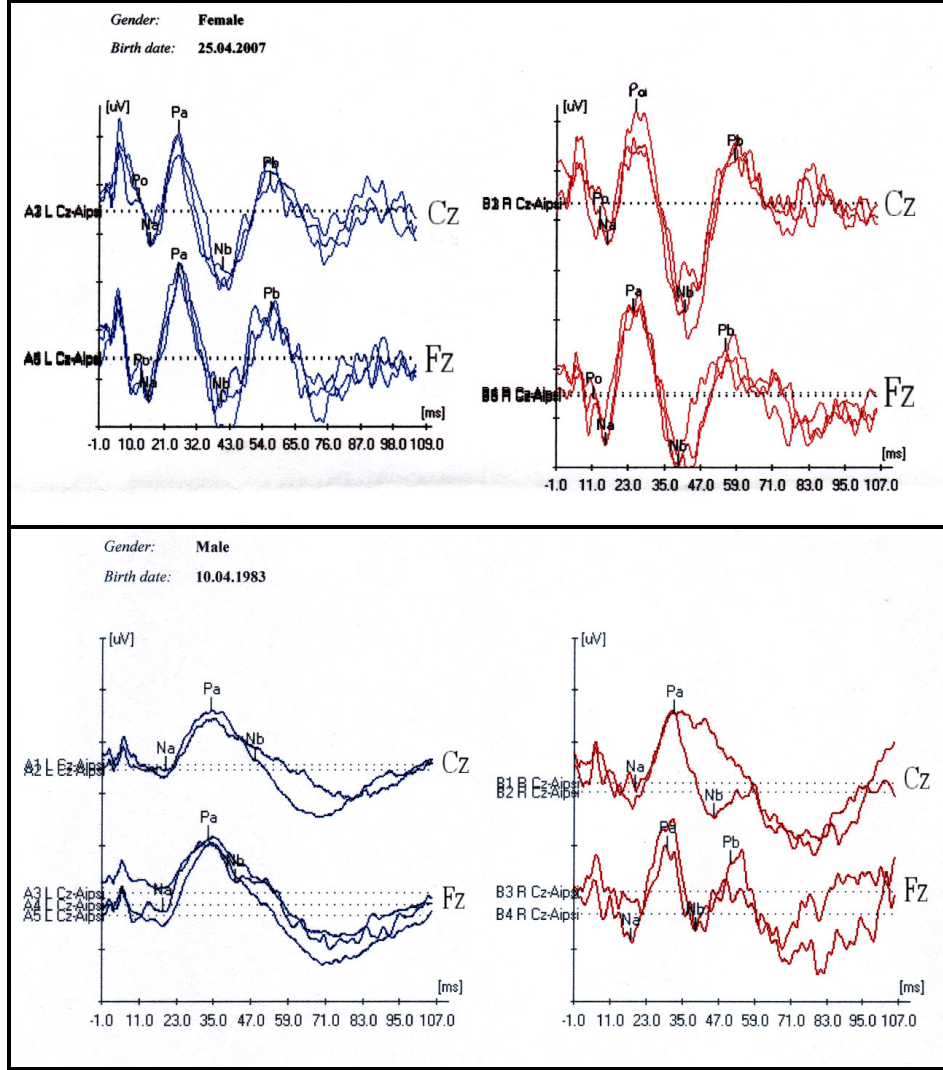 Gender: Female
Birth date: 25.04.2007
[uV]
Pa
Po
Na
Nb
Pb
L Cz-Aipsi
Cz
Pa
Po
Na
Nb
Pb
L Cz-Aipsi
Fz
[ms]
-1.0 10.0 21.0 32.0 43.0 54.0 65.0 76.0 87.0 98.0 109.0
[uV]
Pa
Po
Na
Nb
Pb
R Cz-Aipsi
Cz
Pa
Po
Na
Nb
Pb
R Cz-Aipsi
Fz
[ms]
-1.0 11.0 23.0 35.0 47.0 59.0 71.0 83.0 95.0 107.0
Gender: Male
Birth date: 10.04.1983
[uV]
Pa
Na
Nb
A1 L Cz-Aipsi
A2 L Cz-Aipsi
Cz
Pa
Na
Nb
A3 L Cz-Aipsi
A4 L Cz-Aipsi
A5 L Cz-Aipsi
Fz
[ms]
-1.0 11.0 23.0 35.0 47.0 59.0 71.0 83.0 95.0 107.0
[uV]
Pa
Na
Nb
B1 R Cz-Aipsi
B2 R Cz-Aipsi
Cz
Pa
Na
Nb
Pb
B3 R Cz-Aipsi
B4 R Cz-Aipsi
Fz
[ms]
-1.0 11.0 23.0 35.0 47.0 59.0 71.0 83.0 95.0 107.0